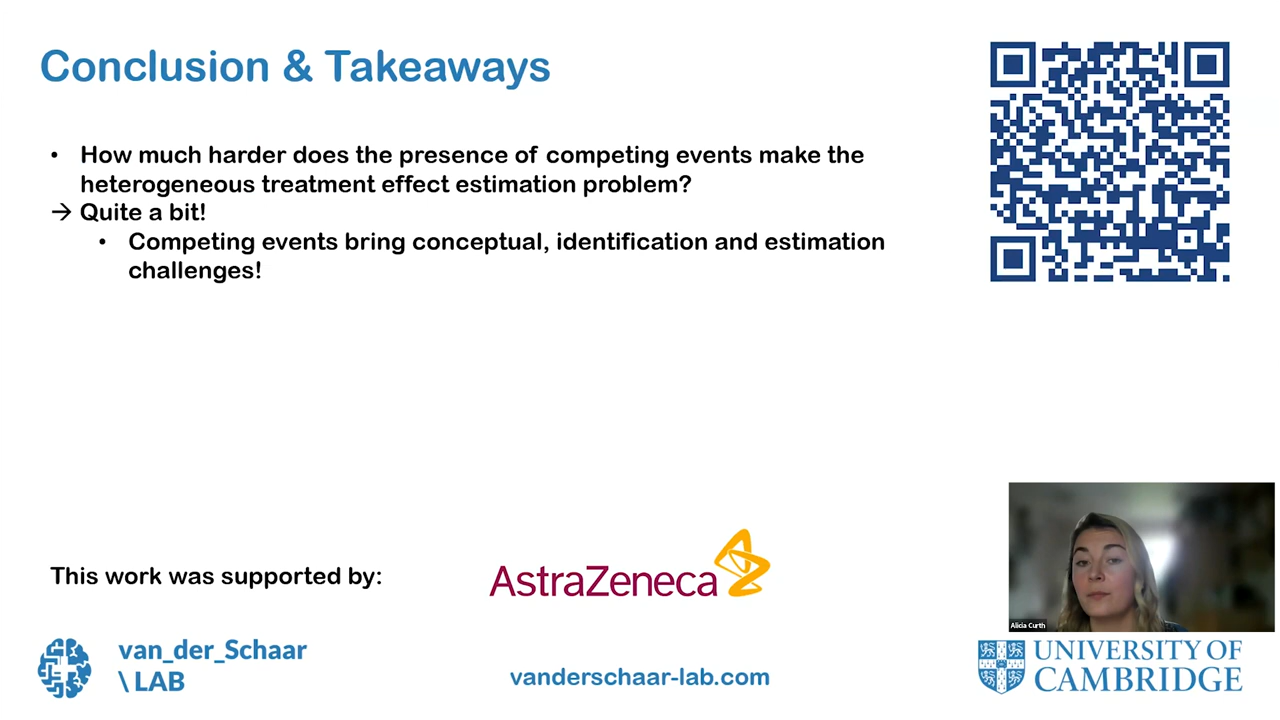 Conclusion & Takeaways
• How much harder does the presence of competing events make the
heterogeneous treatment effect estimation problem?
→ Quite a bit!
• Competing events bring conceptual, identification and estimation
challenges!
This work was supported by:
AstraZeneca
Alicia Curth
van_der_Schaar
\ LAB
vanderschaar-lab.com
UNIVERSITY OF
CAMBRIDGE